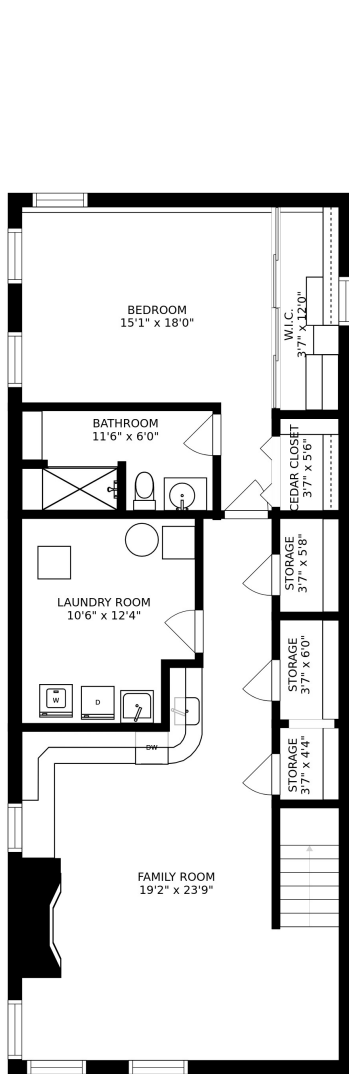 BEDROOM
15'1" x 18'0"
W.I.C.
3'7" x 12'0"
BATHROOM
11'6" x 6'0"
CEDAR CLOSET
3'7" x 5'6"
STORAGE
3'7" x 5'8"
LAUNDRY ROOM
10'6" x 12'4"
STORAGE
3'7" x 6'0"
W
D
DW
STORAGE
3'7" x 4'4"
FAMILY ROOM
19'2" x 23'9"